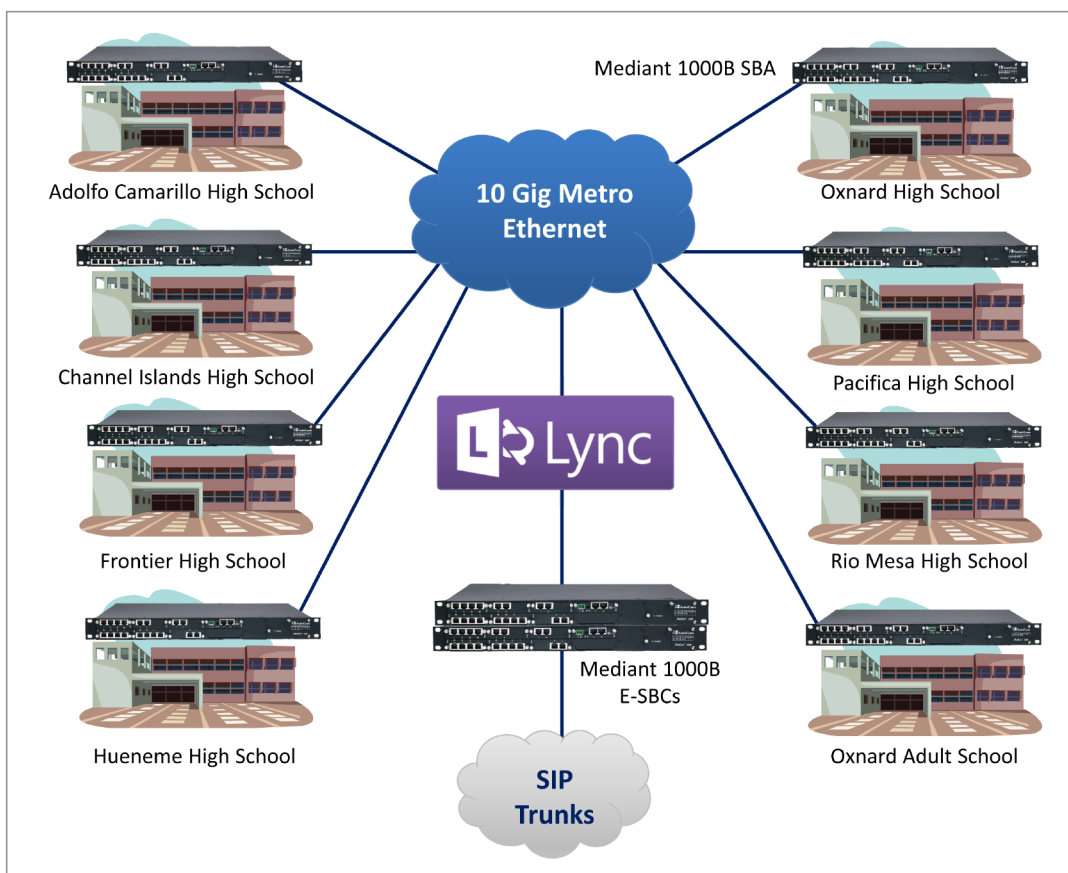 Mediant 1000B SBA
Adolfo Camarillo High School
Oxnard High School
10 Gig Metro
Ethernet
Channel Islands High School
Pacifica High School
Lync
Frontier High School
Rio Mesa High School
Mediant 1000B
E-SBCs
Hueneme High School
Oxnard Adult School
SIP
Trunks